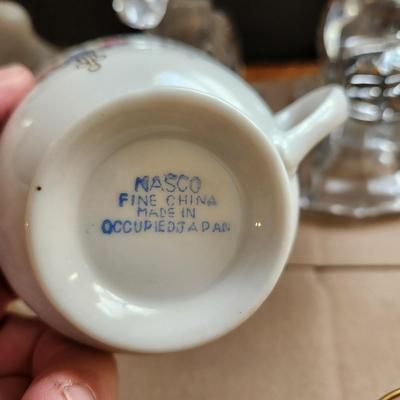 NASCO
FINE CHINA
MADE IN
OCCUPIED JAPAN